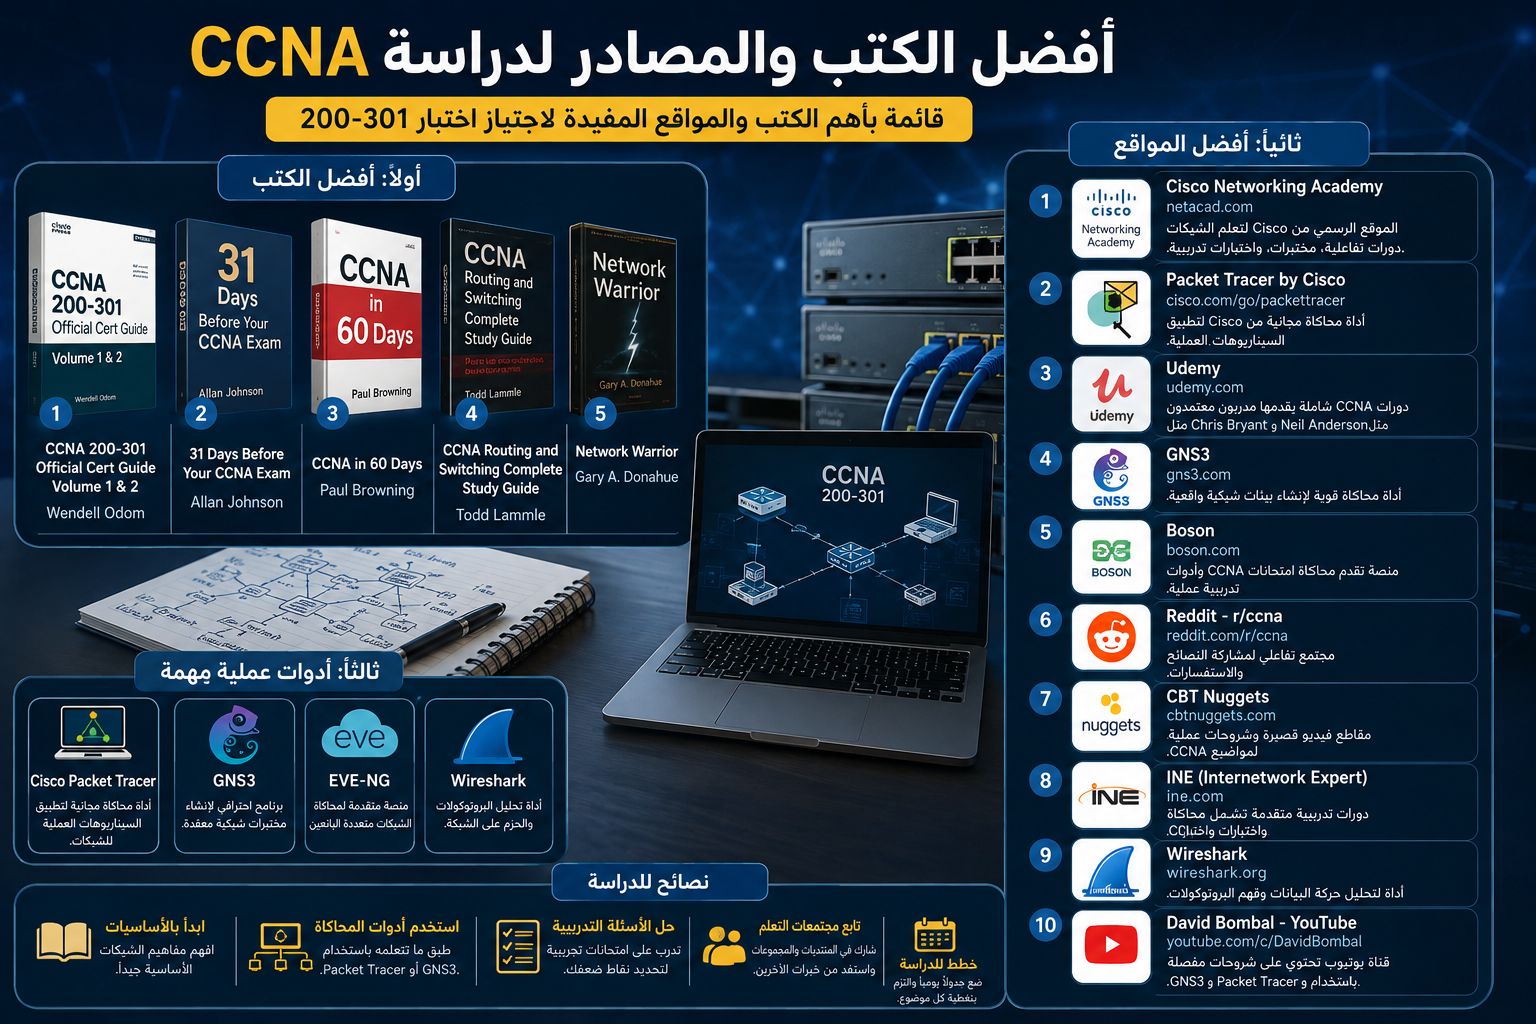 أفضل الكتب والمصادر لدراسة CCNA
قائمة بأهم الكتب والمواقع المفيدة لاجتياز اختبار 301-200
أولاً: أفضل الكتب
cisco
CCNA
200-301
Official Cert Guide
Volume 1 & 2
Wendell Odom
31
Days
Before Your
CCNA Exam
Allan Johnson
CCNA
in
60 Days
Paul Browning
CCNA
Routing and
Switching
Complete
Study Guide
Todd Lammle
Network
Warrior
Gary A. Donahue
1
CCNA 200-301
Official Cert Guide
Volume 1 & 2
Wendell Odom
2
31 Days Before
Your CCNA Exam
Allan Johnson
3
CCNA in 60 Days
Paul Browning
4
CCNA Routing and
Switching Complete
Study Guide
Todd Lammle
5
Network Warrior
Gary A. Donahue
CCNA
200-301
ثانياً: أفضل المواقع
1
cisco
Networking
Academy
Cisco Networking Academy
netacad.com
الموقع الرسمي من Cisco لتعلم الشبكات
دورات تفاعلية، مختبرات، واختبارات تدريبية.
2
Packet Tracer by Cisco
cisco.com/go/packettracer
أداة محاكاة مجانية من Cisco لتطبيق
السيناريوهات العملية.
3
udemy
Udemy
udemy.com
دورات CCNA شاملة يقدمها مدربون معتمدون
مثل Neil Anderson و Chris Bryant مثل
4
GNS3
GNS3
gns3.com
أداة محاكاة قوية لإنشاء بيئات شبكية واقعية.
5
BOSON
Boson
boson.com
منصة تقدم محاكاة امتحانات CCNA وأدوات
تدريبية عملية.
6
Reddit - r/ccna
reddit.com/r/ccna
مجتمع تفاعلي لمشاركة النصائح
والاستفسارات.
7
nuggets
CBT Nuggets
cbtnuggets.com
مقاطع فيديو قصيرة وشروحات عملية
لمواضيع CCNA.
8
iNE
INE (Internetwork Expert)
ine.com
دورات تدريبية متقدمة تشمل محاكاة
واختبارات
9
Wireshark
wireshark.org
أداة لتحليل حركة البيانات وفهم البروتوكولات.
10
David Bombal - YouTube
youtube.com/c/DavidBombal
قناة يوتيوب تحتوي على شروحات مفصلة
باستخدام Packet Tracer و GNS3.
ثالثاً: أدوات عملية مهمة
Cisco Packet Tracer
أداة محاكاة مجانية لتطبيق
السيناريوهات العملية
للشبكات.
GNS3
برنامج احترافي لإنشاء
مختبرات شبكية معقدة.
eve
EVE-NG
منصة متقدمة لمحاكاة
الشبكات متعددة البائعين
Wireshark
أداة تحليل البروتوكولات
والحزم على الشبكة.
نصائح للدراسة
ابدأ بالأساسيات
افهم مفاهيم الشبكات
الأساسية جيداً.
استخدم أدوات المحاكاة
طبق ما تتعلمه باستخدام
Packet Tracer أو GNS3.
حل الأسئلة التدريبية
تدرب على امتحانات تجريبية
لتحديد نقاط ضعفك.
تابع مجتمعات التعلم
شارك في المنتديات والمجموعات
واستفد من خبرات الآخرين.
خطط للدراسة
ضع جدولاً يومياً والتزم
بتغطية كل موضوع.